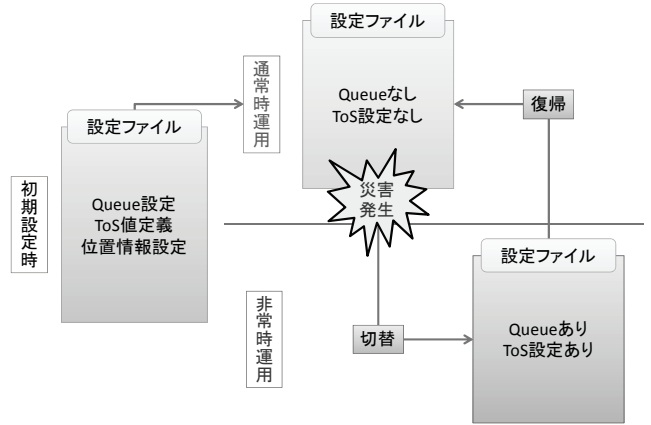 設定ファイル
通常時運用
Queueなし
ToS設定なし
復帰
設定ファイル
災害
発生
初期設定時
Queue設定
ToS値定義
位置情報設定
設定ファイル
非常時運用
切替
Queueあり
ToS設定あり